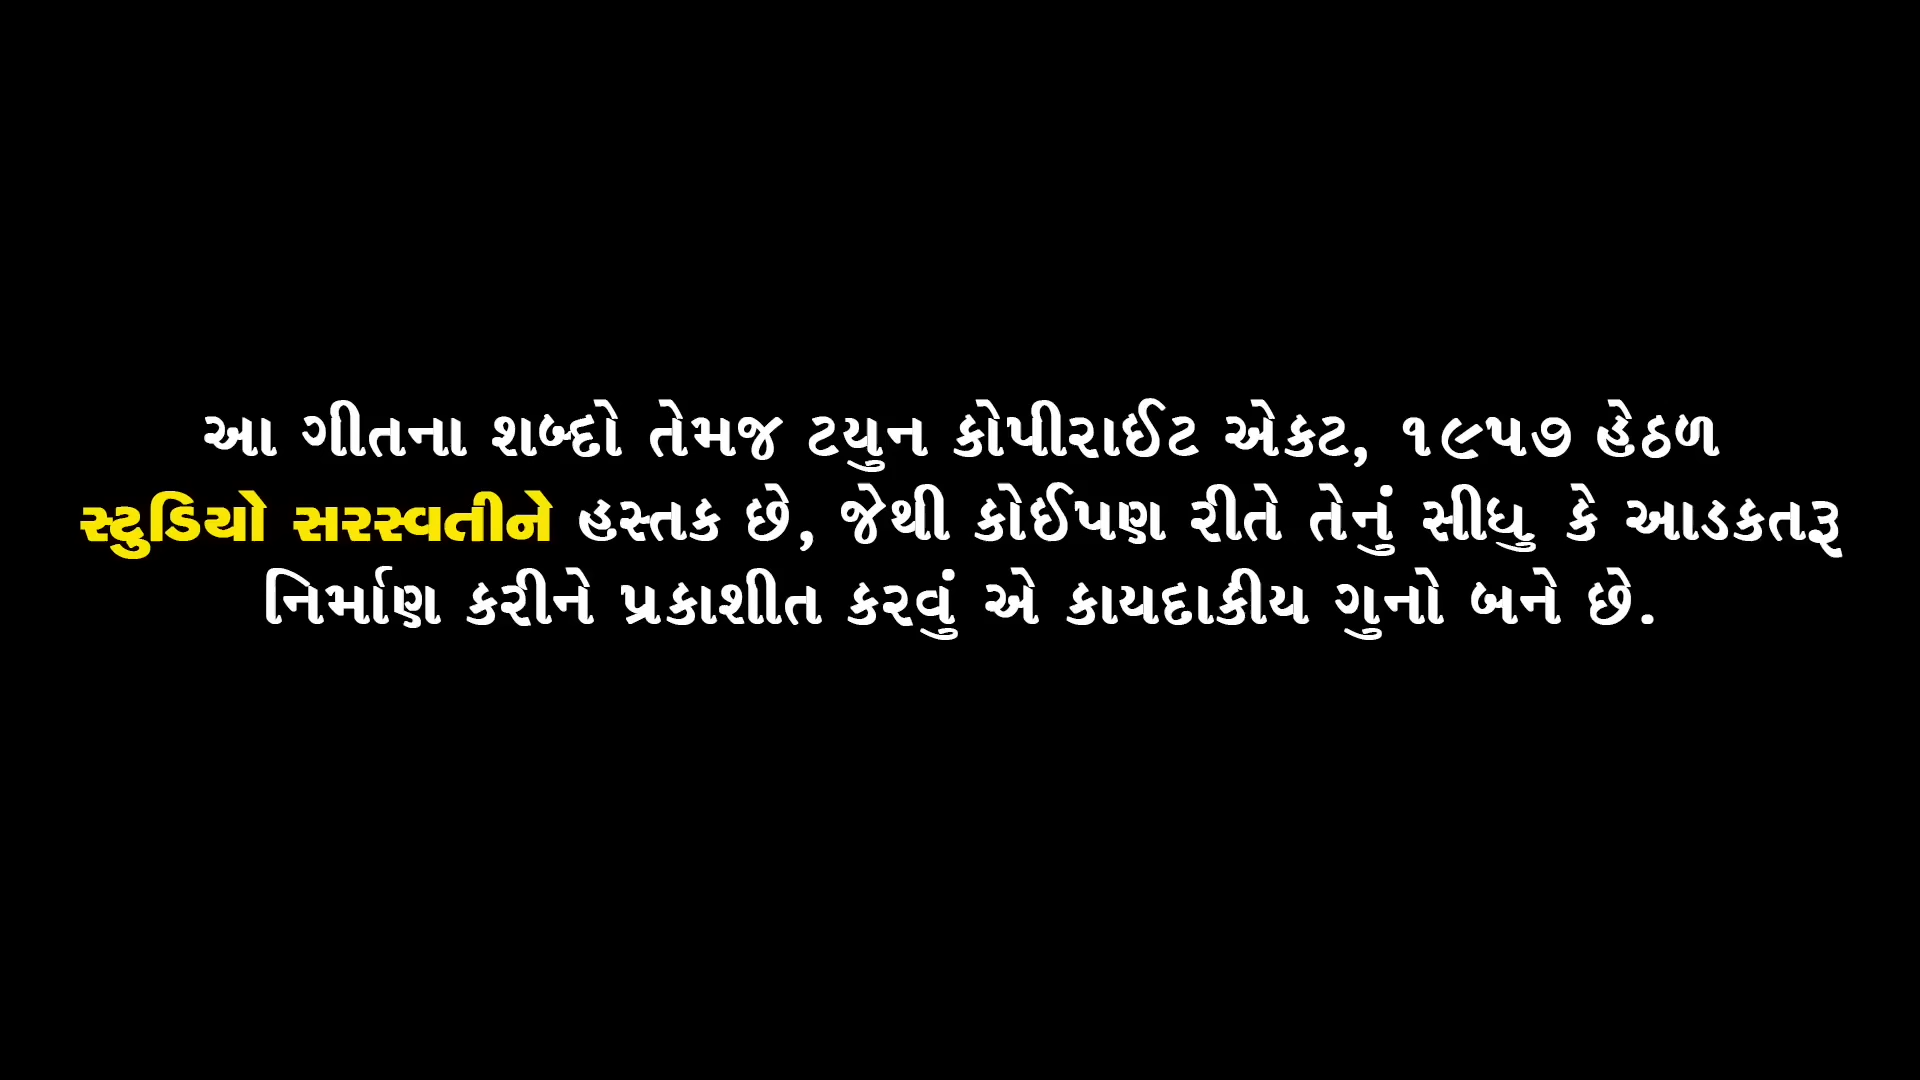 આ ગીતના શબ્દો તેમજ ટયુન કોપીરાઈટ એકટ, ૧૯૫૭ હેઠળ
સ્ટુડિયો સરસ્વતીને હસ્તક છે, જેથી કોઈપણ રીતે તેનું સીધુ કે આડકતરૂ
નિર્માણ કરીને પ્રકાશીત કરવું એ કાયદાકીય ગુનો બને છે.